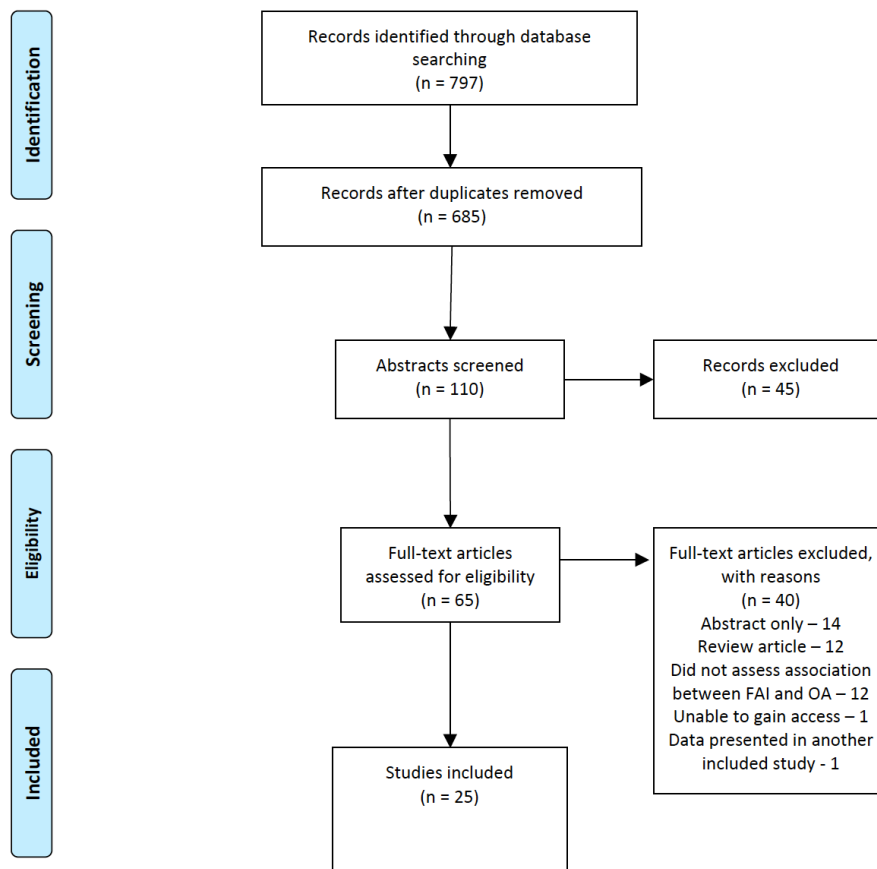 Identification
Records identified through database
searching
(n = 797)
Records after duplicates removed
(n = 685)
Screening
Abstracts screened
(n = 110)
Records excluded
(n = 45)
Eligibility
Full-text articles
assessed for eligibility
(n = 65)
Full-text articles excluded,
with reasons
(n = 40)
Abstract only – 14
Review article – 12
Did not assess association
between FAI and OA – 12
Unable to gain access – 1
Data presented in another
included study - 1
Included
Studies included
(n = 25)